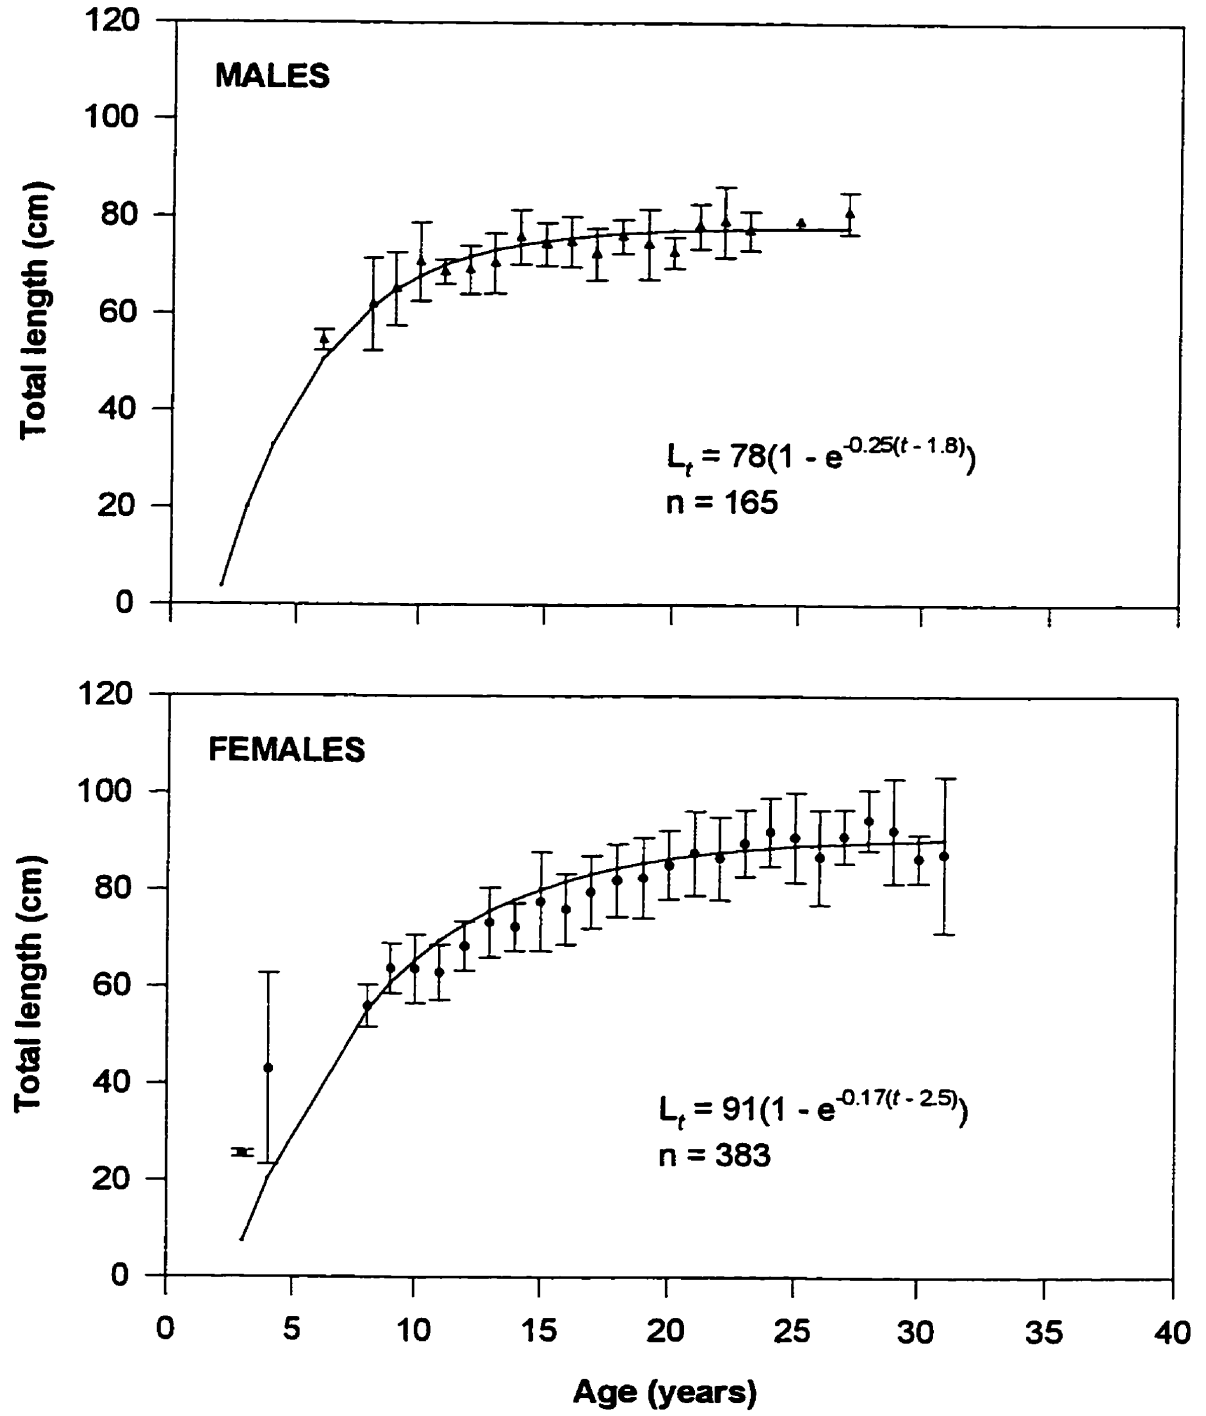 120
MALES
100
80
60
40
20
0
Total length (cm)
Lt = 78(1 - e^-0.25(t - 1.8))
n = 165
120
FEMALES
100
80
60
40
20
0
Total length (cm)
Lt = 91(1 - e^-0.17(t - 2.5))
n = 383
0 5 10 15 20 25 30 35 40
Age (years)